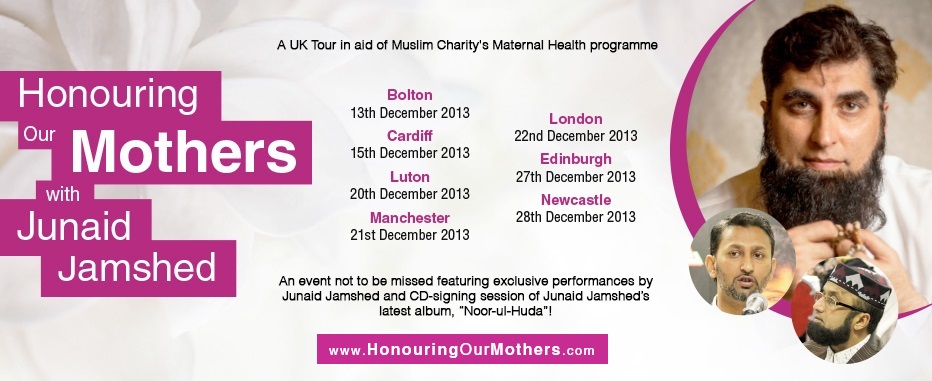 A UK Tour in aid of Muslim Charity's Maternal Health programme
Honouring
Our
Mothers
with
Junaid
Jamshed
Bolton
13th December 2013
Cardiff
15th December 2013
Luton
20th December 2013
Manchester
21st December 2013
London
22nd December 2013
Edinburgh
27th December 2013
Newcastle
28th December 2013
An event not to be missed featuring exclusive performances by
Junaid Jamshed and CD-signing session of Junaid Jamshed's
latest album, "Noor-ul-Huda"!
www.HonouringOurMothers.com